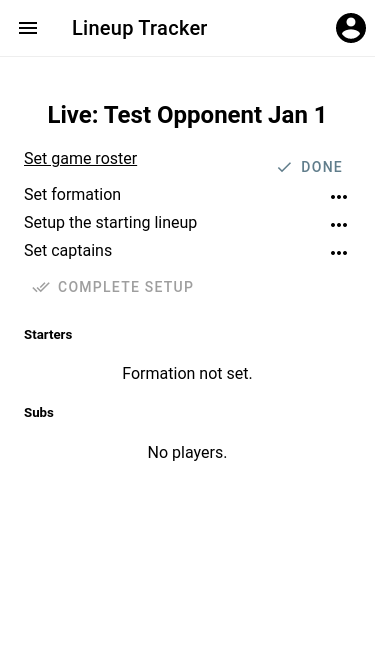 Lineup Tracker
Live: Test Opponent Jan 1
Set game roster
DONE
Set formation
Setup the starting lineup
Set captains
COMPLETE SETUP
Starters
Formation not set.
Subs
No players.